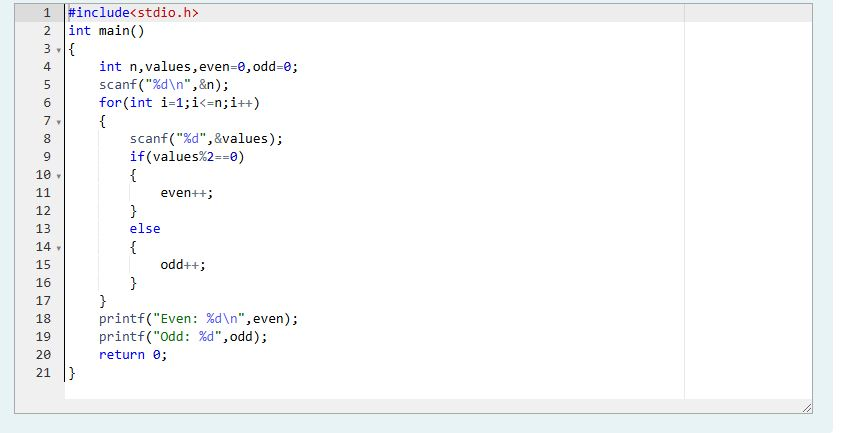 1 #include<stdio.h>
2 int main()
3 {
4 int n,values,even=0,odd=0;
5 scanf("%d\n",&n);
6 for(int i=1;i<=n;i++)
7 {
8 scanf("%d",&values);
9 if(values%2==0)
10 {
11 even++;
12 }
13 else
14 {
15 odd++;
16 }
17 }
18 printf("Even: %d\n",even);
19 printf("Odd: %d",odd);
20 return 0;
21 }